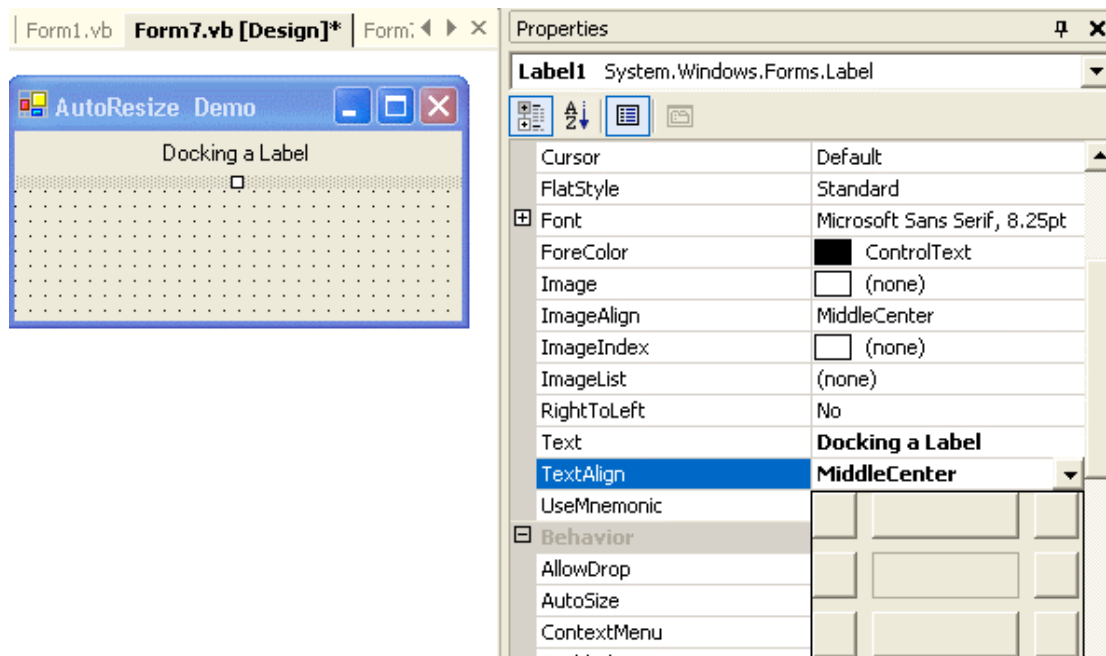 Form1.vb Form7.vb [Design]* Form
AutoResize Demo
Docking a Label
Properties
Label1 System.Windows.Forms.Label
Cursor Default
FlatStyle Standard
Font Microsoft Sans Serif, 8.25pt
ForeColor ControlText
Image (none)
ImageAlign MiddleCenter
ImageIndex (none)
ImageList (none)
RightToLeft No
Text Docking a Label
TextAlign MiddleCenter
UseMnemonic
Behavior
AllowDrop
AutoSize
ContextMenu